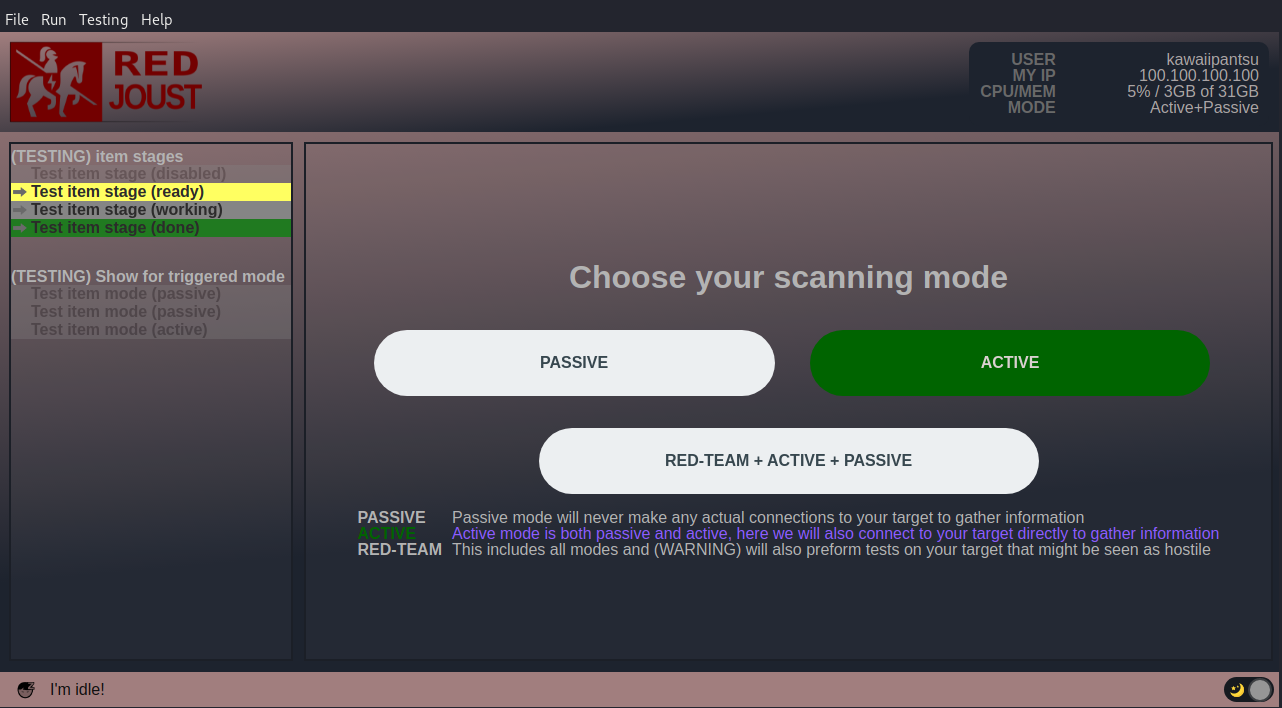 File Run Testing Help
RED
JOUST
USER kawaiipantsu
MY IP 100.100.100.100
CPU/MEM 5% / 3GB of 31GB
MODE Active+Passive
(TESTING) item stages
Test item stage (disabled)
Test item stage (ready)
Test item stage (working)
Test item stage (done)
(TESTING) Show for triggered mode
Test item mode (passive)
Test item mode (passive)
Test item mode (active)
Choose your scanning mode
PASSIVE ACTIVE
RED-TEAM + ACTIVE + PASSIVE
PASSIVE Passive mode will never make any actual connections to your target to gather information
ACTIVE Active mode is both passive and active, here we will also connect to your target directly to gather information
RED-TEAM This includes all modes and (WARNING) will also preform tests on your target that might be seen as hostile
I'm idle!